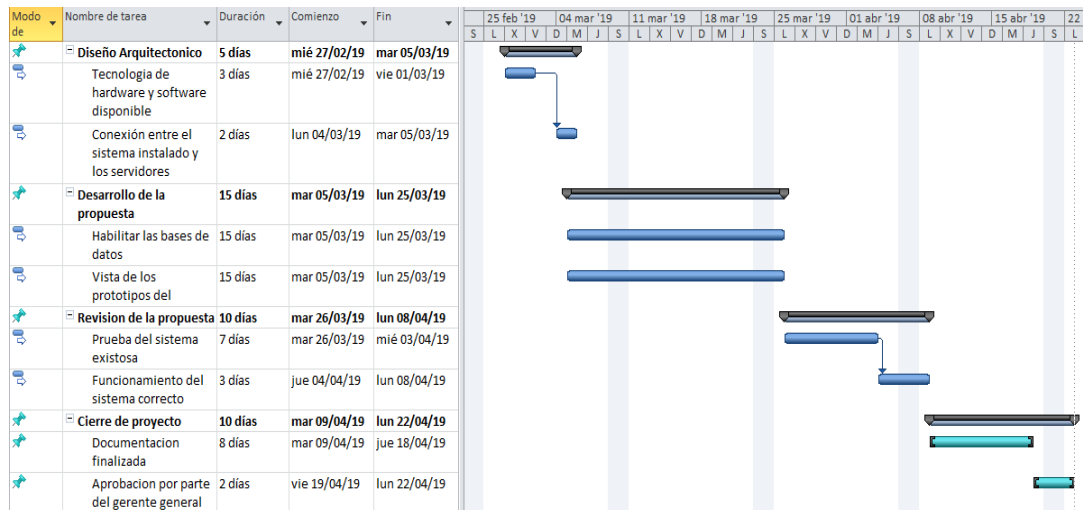 Modo de
Nombre de tarea
Duración
Comienzo
Fin
25 feb '19
04 mar '19
11 mar '19
18 mar '19
25 mar '19
01 abr '19
08 abr '19
15 abr '19
22
S L X V D M J S L X V D M J S L X V D M J S L X V D M J S L
Diseño Arquitectonico 5 días mié 27/02/19 mar 05/03/19
Tecnologia de 3 días mié 27/02/19 vie 01/03/19
hardware y software
disponible
Conexión entre el 2 días lun 04/03/19 mar 05/03/19
sistema instalado y
los servidores
Desarrollo de la 15 días mar 05/03/19 lun 25/03/19
propuesta
Habilitar las bases de 15 días mar 05/03/19 lun 25/03/19
datos
Vista de los 15 días mar 05/03/19 lun 25/03/19
prototipos del
Revision de la propuesta 10 días mar 26/03/19 lun 08/04/19
Prueba del sistema 7 días mar 26/03/19 mié 03/04/19
existosa
Funcionamiento del 3 días jue 04/04/19 lun 08/04/19
sistema correcto
Cierre de proyecto 10 días mar 09/04/19 lun 22/04/19
Documentacion 8 días mar 09/04/19 jue 18/04/19
finalizada
Aprobacion por parte 2 días vie 19/04/19 lun 22/04/19
del gerente general